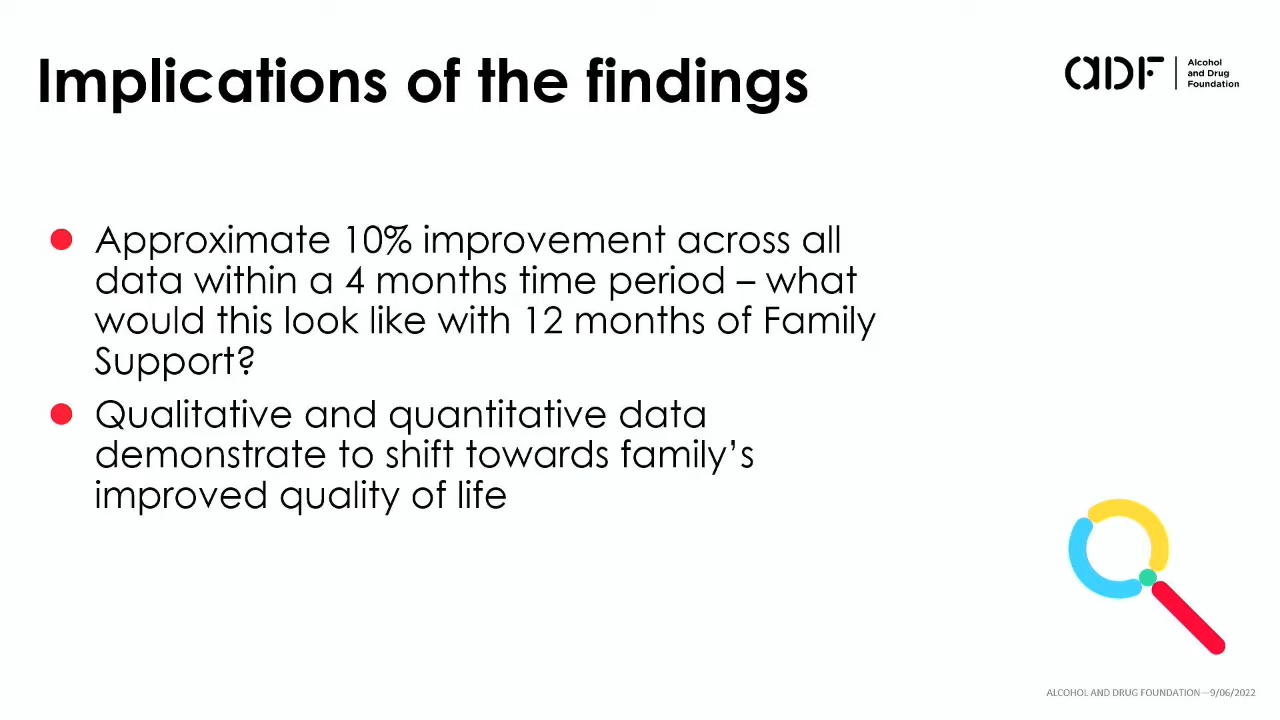 Implications of the findings
aDF
Alcohol
and Drug
Foundation
Approximate 10% improvement across all
data within a 4 months time period – what
would this look like with 12 months of Family
Support?
Qualitative and quantitative data
demonstrate to shift towards family’s
improved quality of life
ALCOHOL AND DRUG FOUNDATION—9/06/2022